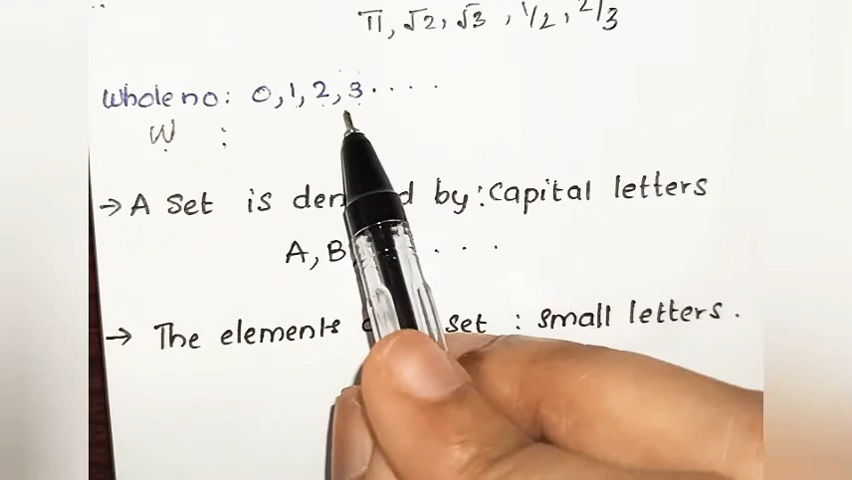 π, √2, √3, 1/2, 2/3
Whole no: 0, 1, 2, 3 . . . .
W :
→ A set is by: Capital letters
A, B, . . .
→ The elements set : small letters.